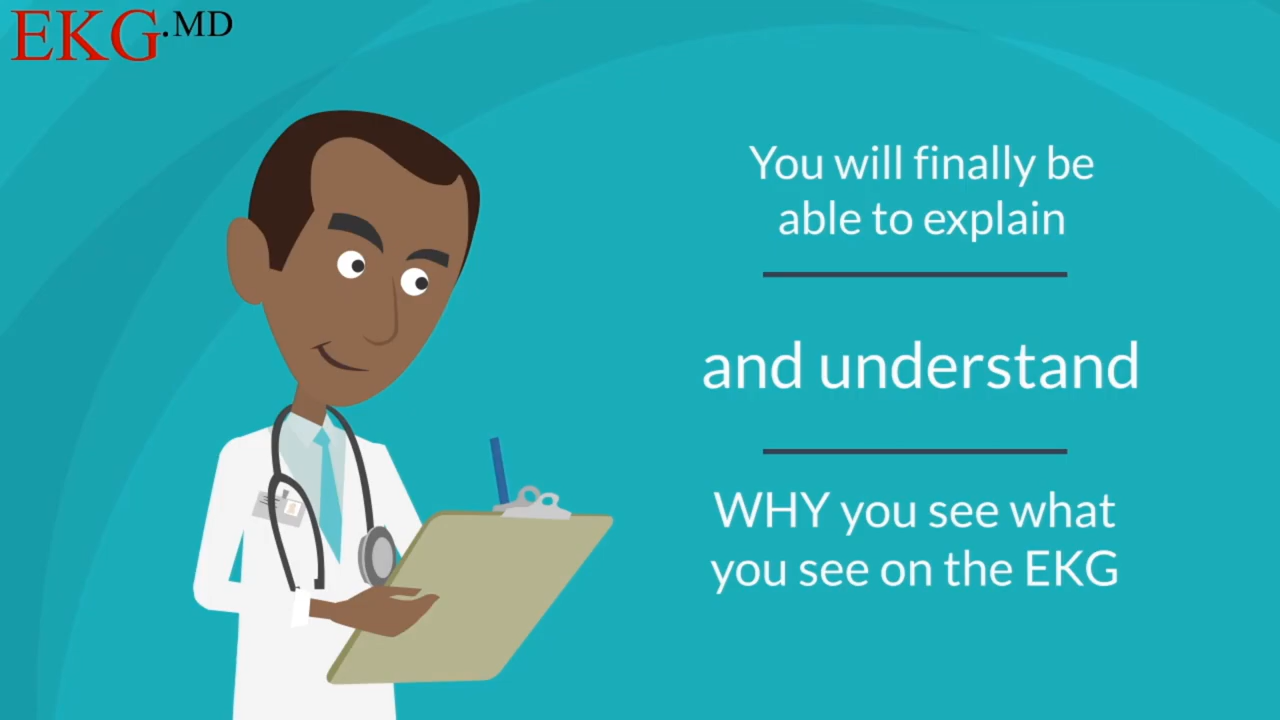 EKG.MD
You will finally be
able to explain
and understand
WHY you see what
you see on the EKG